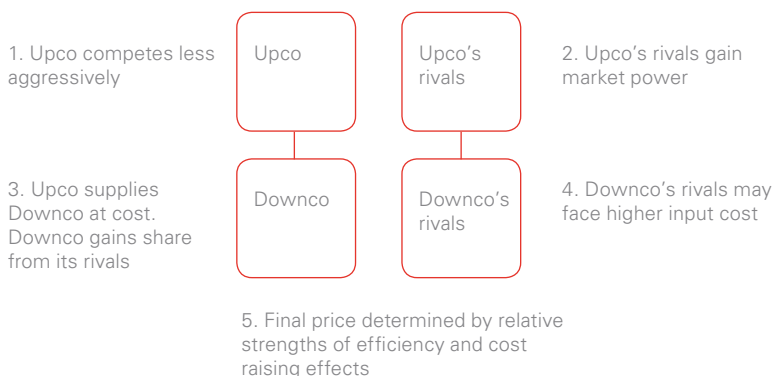 1. Upco competes less
aggressively
Upco
Upco’s
rivals
2. Upco’s rivals gain
market power
3. Upco supplies
Downco at cost.
Downco gains share
from its rivals
Downco
Downco’s
rivals
4. Downco’s rivals may
face higher input cost
5. Final price determined by relative
strengths of efficiency and cost
raising effects